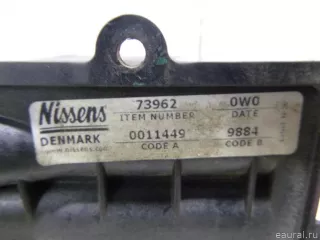 Nissens 73962 0W0
ITEM NUMBER DATE
DENMARK 0011449 9884
CODE A CODE B
© eaural.ru